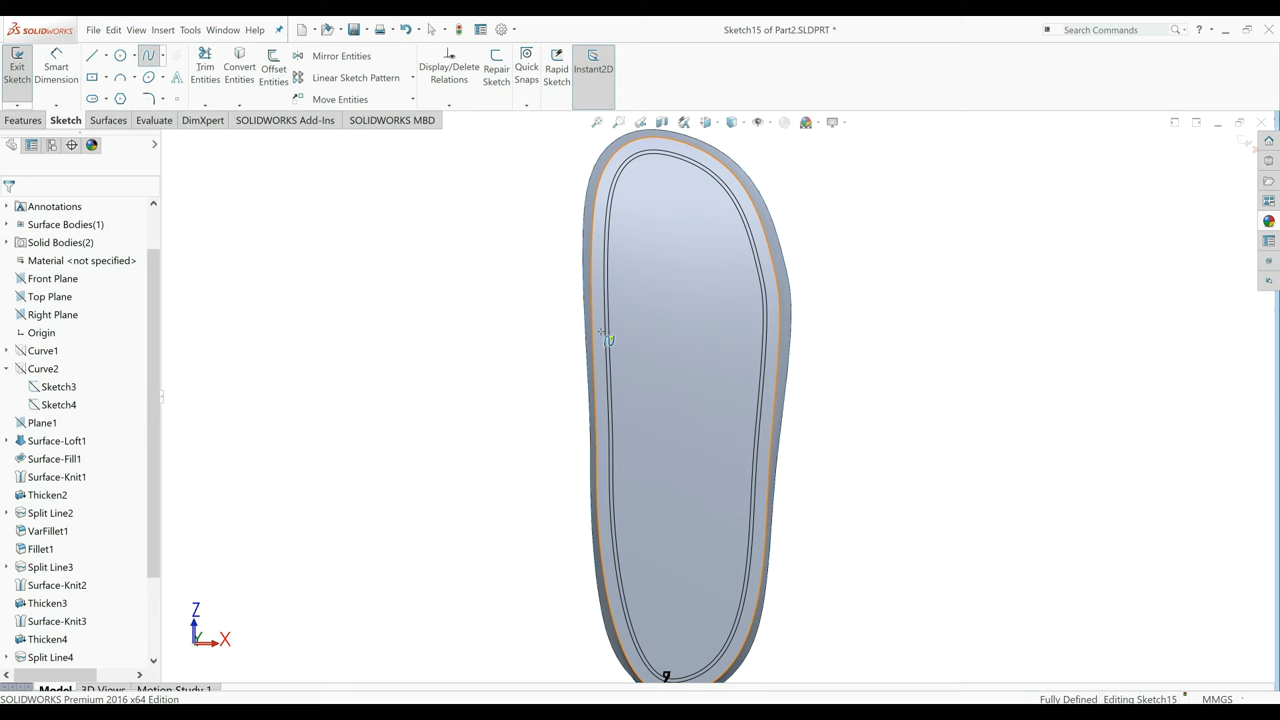 SOLIDWORKS File Edit View Insert Tools Window Help Sketch15 of Part2.SLDPRT * Search Commands
Exit Sketch
Smart Dimension
Trim Entities
Convert Entities
Offset Entities
Mirror Entities
Linear Sketch Pattern
Move Entities
Display/Delete Relations
Repair Sketch
Quick Snaps
Rapid Sketch
Instant2D
Features Sketch Surfaces Evaluate DimXpert SOLIDWORKS Add-Ins SOLIDWORKS MBD
Annotations
Surface Bodies(1)
Solid Bodies(2)
Material <not specified>
Front Plane
Top Plane
Right Plane
Origin
Curve1
Curve2
Sketch3
Sketch4
Plane1
Surface-Loft1
Surface-Fill1
Surface-Knit1
Thicken2
Split Line2
VarFillet1
Fillet1
Split Line3
Surface-Knit2
Thicken3
Surface-Knit3
Thicken4
Split Line4
Z
Y X
Model 3D Views Motion Study 1
SOLIDWORKS Premium 2016 x64 Edition Fully Defined Editing Sketch15 MMGS